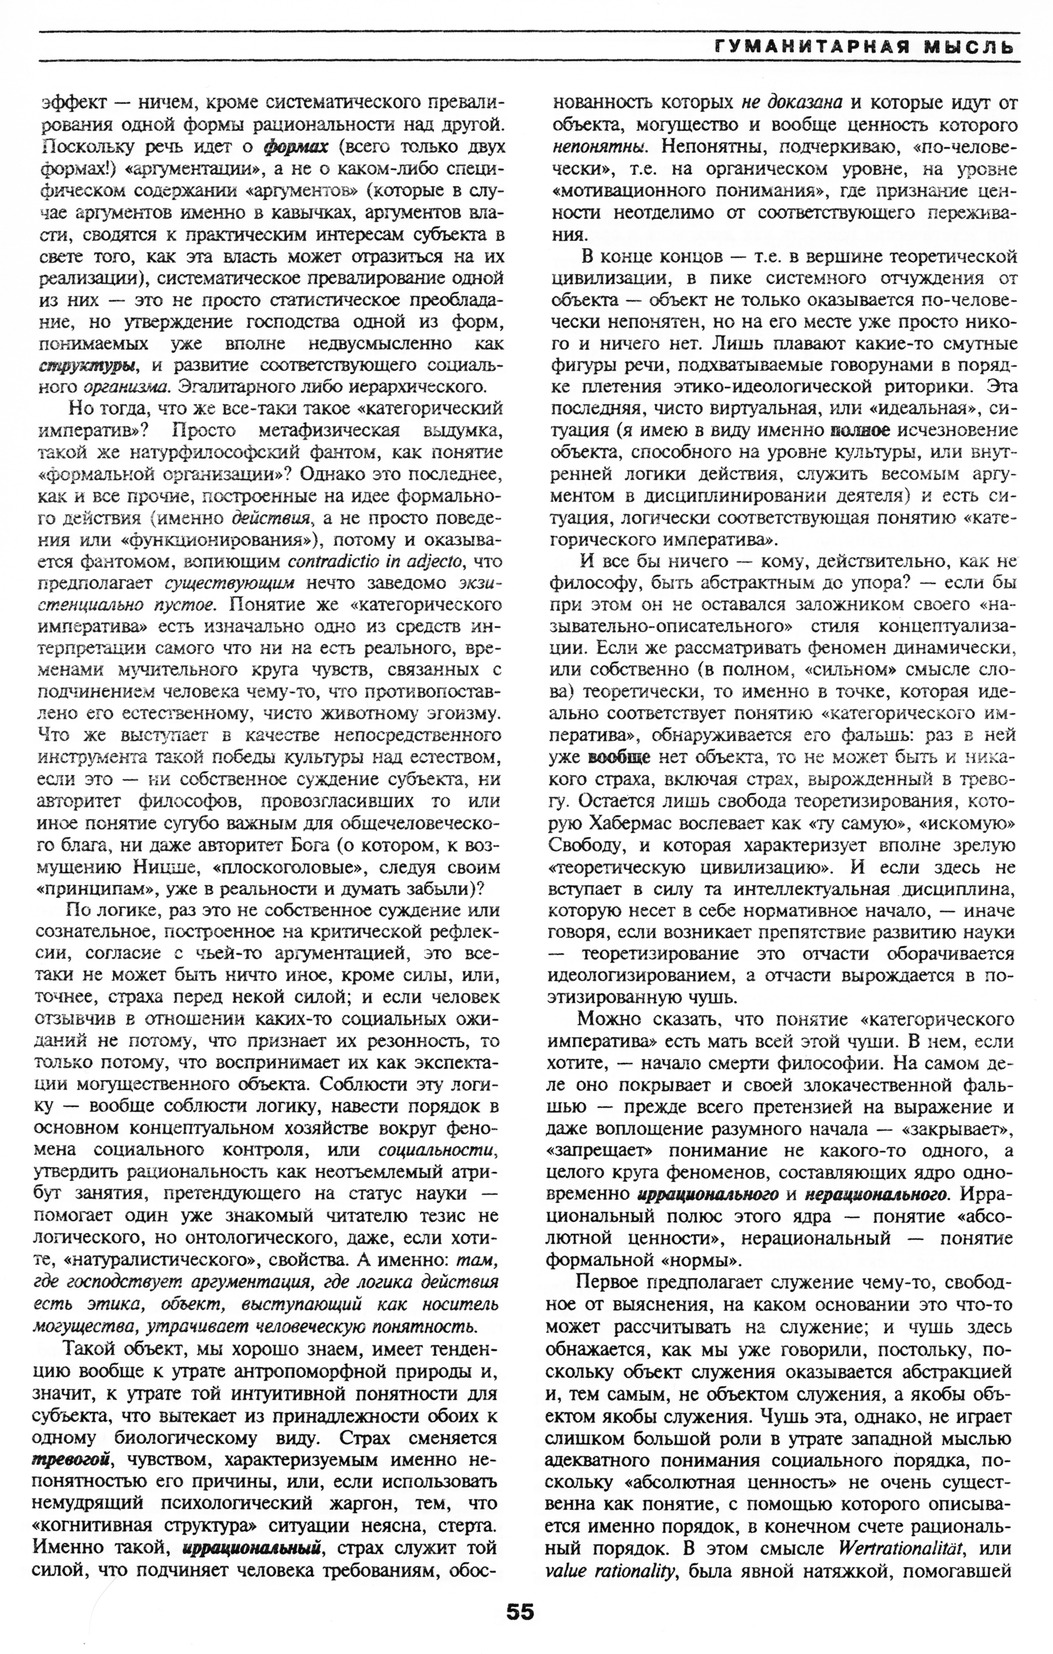 ГУМАНИТАРНАЯ МЫСЛЬ
эффект — ничем, кроме систематического превали-
рования одной формы рациональности над другой.
Поскольку речь идет о формах (всего только двух
формах!) «аргументации», а не о каком-либо специ-
фическом содержании «аргументов» (которые в слу-
чае аргументов именно в кавычках, аргументов вла-
сти, сводятся к практическим интересам субъекта в
свете того, как эта власть может отразиться на их
реализации), систематическое превалирование одной
из них — это не просто статистическое преоблада-
ние, но утверждение господства одной из форм,
понимаемых уже вполне недвусмысленно как
структуры, и развитие соответствующего социаль-
ного организма. Эгалитарного либо иерархического.
Но тогда, что же все-таки такое «категорический
императив»? Просто метафизическая выдумка,
такой же натурфилософский фантом, как понятие
«формальной организации»? Однако это последнее,
как и все прочие, построенные на идее формально-
го действия (именно действия, а не просто поведе-
ния или «функционирования»), потому и оказыва-
ется фантомом, вопиющим contradictio in adjecto, что
предполагает существующим нечто заведомо экзи-
стенциально пустое. Понятие же «категорического
императива» есть изначально одно из средств ин-
терпретации самого что ни на есть реального, вре-
менами мучительного круга чувств, связанных с
подчинением человека чему-то, что противопостав-
лено его естественному, чисто животному эгоизму.
Что же выступает в качестве непосредственного
инструмента такой победы культуры над естеством,
если это — ни собственное суждение субъекта, ни
авторитет философов, провозгласивших то или
иное понятие сугубо важным для общечеловеческо-
го блага, ни даже авторитет Бога (о котором, к воз-
мущению Ницше, «плоскоголовые», следуя своим
«принципам», уже в реальности и думать забыли)?
По логике, раз это не собственное суждение или
сознательное, построенное на критической рефлек-
сии, согласие с чьей-то аргументацией, это все-
таки не может быть ничто иное, кроме силы, или,
точнее, страха перед некой силой; и если человек
отзывчив в отношении каких-то социальных ожи-
даний не потому, что признает их резонность, то
только потому, что воспринимает их как экспекта-
ции могущественного объекта. Соблюсти эту логи-
ку — вообще соблюсти логику, навести порядок в
основном концептуальном хозяйстве вокруг фено-
мена социального контроля, или социальности,
утвердить рациональность как неотъемлемый атри-
бут занятия, претендующего на статус науки —
помогает один уже знакомый читателю тезис не
логического, но онтологического, даже, если хоти-
те, «натуралистического», свойства. А именно: там,
где господствует аргументация, где логика действия
есть этика, объект, выступающий как носитель
могущества, утрачивает человеческую понятность.
Такой объект, мы хорошо знаем, имеет тенден-
цию вообще к утрате антропоморфной природы и,
значит, к утрате той интуитивной понятности для
субъекта, что вытекает из принадлежности обоих к
одному биологическому виду. Страх сменяется
тревогой, чувством, характеризуемым именно не-
понятностью его причины, или, если использовать
немудрящий психологический жаргон, тем, что
«когнитивная структура» ситуации неясна, стерта.
Именно такой, иррациональный, страх служит той
силой, что подчиняет человека требованиям, обос-
нованность которых не доказана и которые идут от
объекта, могущество и вообще ценность которого
непонятны. Непонятны, подчеркиваю, «по-челове-
чески», т.е. на органическом уровне, на уровне
«мотивационного понимания», где признание цен-
ности неотделимо от соответствующего пережива-
ния.
В конце концов — т.е. в вершине теоретической
цивилизации, в пике системного отчуждения от
объекта — объект не только оказывается по-челове-
чески непонятен, но на его месте уже просто нико-
го и ничего нет. Лишь плавают какие-то смутные
фигуры речи, подхватываемые говорунами в поряд-
ке плетения этико-идеологической риторики. Эта
последняя, чисто виртуальная, или «идеальная», си-
туация (я имею в виду именно полное исчезновение
объекта, способного на уровне культуры, или внут-
ренней логики действия, служить весомым аргу-
ментом в дисциплинировании деятеля) и есть си-
туация, логически соответствующая понятию «кате-
горического императива».
И все бы ничего — кому, действительно, как не
философу, быть абстрактным до упора? — если бы
при этом он не оставался заложником своего «на-
зывательно-описательного» стиля концептуализа-
ции. Если же рассматривать феномен динамически,
или собственно (в полном, «сильном» смысле сло-
ва) теоретически, то именно в точке, которая иде-
ально соответствует понятию «категорического им-
ператива», обнаруживается его фальшь: раз в ней
уже вообще нет объекта, то не может быть и ника-
кого страха, включая страх, вырожденный в трево-
гу. Остается лишь свобода теоретизирования, кото-
рую Хабермас воспевает как «ту самую», «искомую»
Свободу, и которая характеризует вполне зрелую
«теоретическую цивилизацию». И если здесь не
вступает в силу та интеллектуальная дисциплина,
которую несет в себе нормативное начало, — иначе
говоря, если возникает препятствие развитию науки
— теоретизирование это отчасти оборачивается
идеологизированием, а отчасти вырождается в по-
этизированную чушь.
Можно сказать, что понятие «категорического
императива» есть мать всей этой чуши. В нем, если
хотите, — начало смерти философии. На самом де-
ле оно покрывает и своей злокачественной фаль-
шью — прежде всего претензией на выражение и
даже воплощение разумного начала — «закрывает»,
«запрещает» понимание не какого-то одного, а
целого круга феноменов, составляющих ядро одно-
временно иррационального и нерационального. Ирра-
циональный полюс этого ядра — понятие «абсо-
лютной ценности», нерациональный — понятие
формальной «нормы».
Первое предполагает служение чему-то, свобод-
ное от выяснения, на каком основании это что-то
может рассчитывать на служение; и чушь здесь
обнажается, как мы уже говорили, постольку, по-
скольку объект служения оказывается абстракцией
и, тем самым, не объектом служения, а якобы объ-
ектом якобы служения. Чушь эта, однако, не играет
слишком большой роли в утрате западной мыслью
адекватного понимания социального порядка, по-
скольку «абсолютная ценность» не очень сущест-
венна как понятие, с помощью которого описыва-
ется именно порядок, в конечном счете рациональ-
ный порядок. В этом смысле Wertrationalität, или
value rationality, была явной натяжкой, помогавшей
55